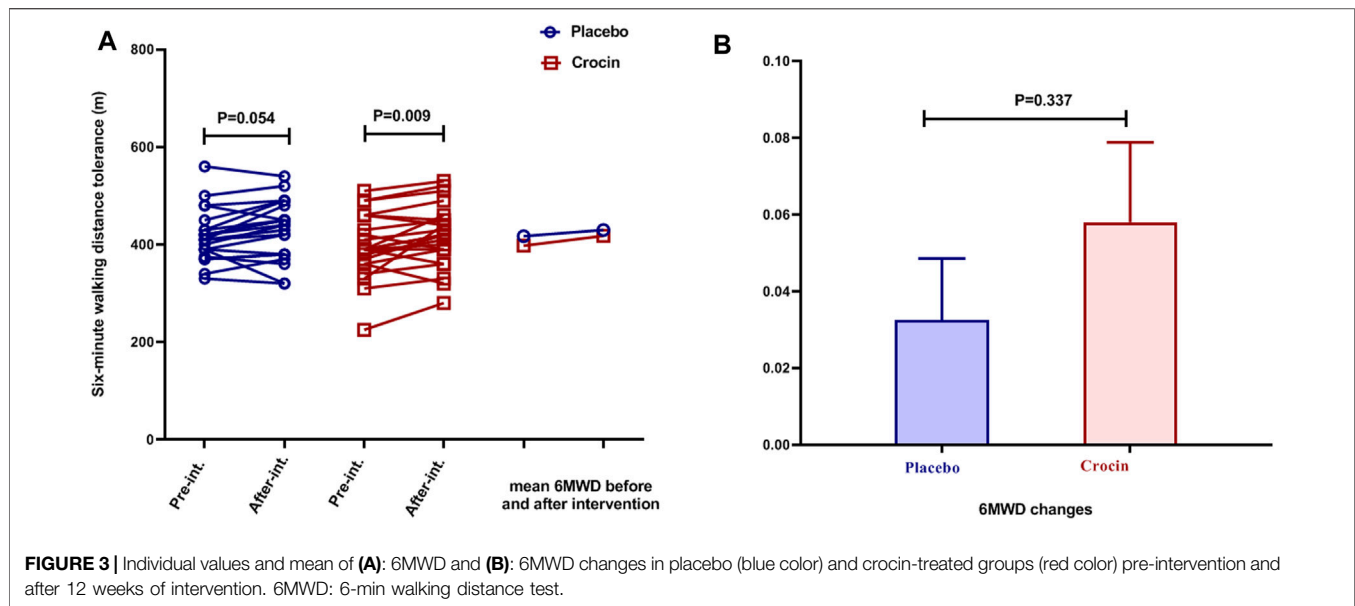 A
Placebo
Crocin
Six-minute walking distance tolerance (m)
800
600
400
200
0
P=0.054
P=0.009
Pre-int.
After-int.
Pre-int.
After-int.
mean 6MWD before
and after intervention
B
0.10
0.08
0.06
0.04
0.02
0.00
P=0.337
Placebo
Crocin
6MWD changes
FIGURE 3 | Individual values and mean of (A): 6MWD and (B): 6MWD changes in placebo (blue color) and crocin-treated groups (red color) pre-intervention and
after 12 weeks of intervention. 6MWD: 6-min walking distance test.